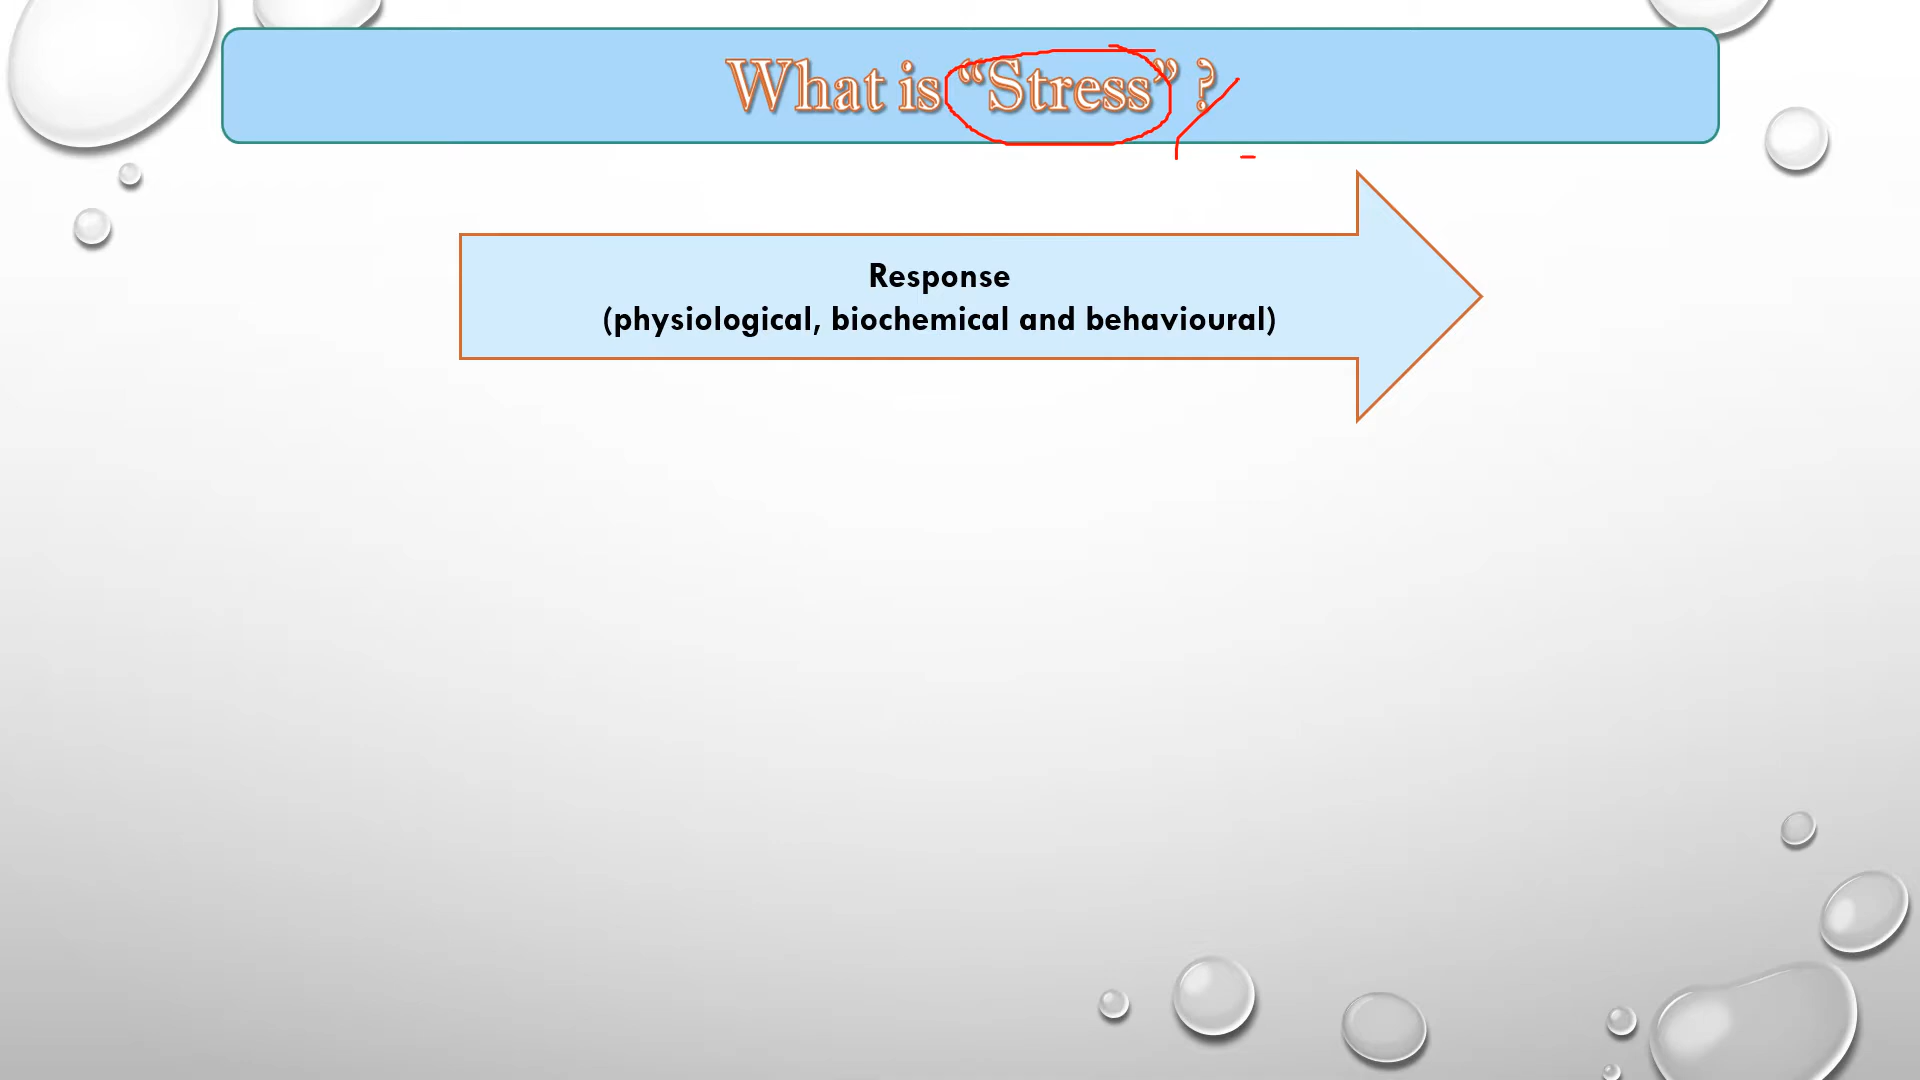 What is “Stress” ?
Response
(physiological, biochemical and behavioural)